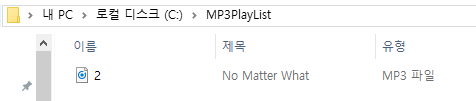 내 PC > 로컬 디스크 (C:) > MP3PlayList
이름 제목 유형
2 No Matter What MP3 파일